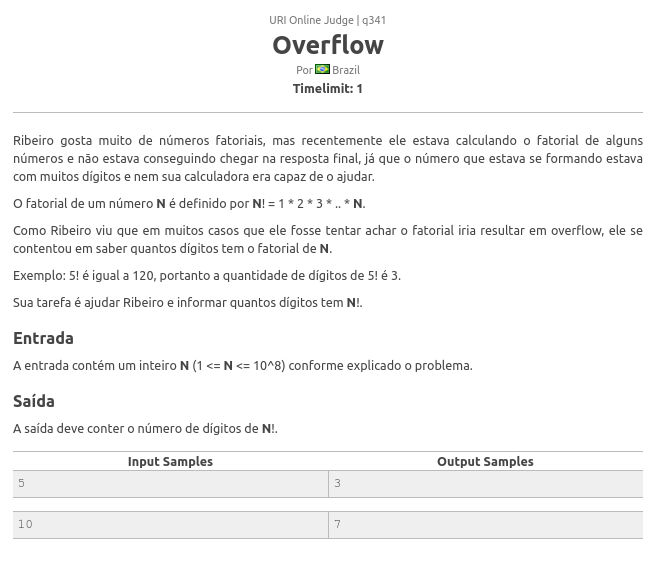 URI Online Judge | q341
Overflow
Por Brazil
Timelimit: 1
Ribeiro gosta muito de números fatoriais, mas recentemente ele estava calculando o fatorial de alguns
números e não estava conseguindo chegar na resposta final, já que o número que estava se formando estava
com muitos dígitos e nem sua calculadora era capaz de o ajudar.
O fatorial de um número N é definido por N! = 1 * 2 * 3 * .. * N.
Como Ribeiro viu que em muitos casos que ele fosse tentar achar o fatorial iria resultar em overflow, ele se
contentou em saber quantos dígitos tem o fatorial de N.
Exemplo: 5! é igual a 120, portanto a quantidade de dígitos de 5! é 3.
Sua tarefa é ajudar Ribeiro e informar quantos dígitos tem N!.
Entrada
A entrada contém um inteiro N (1 <= N <= 10^8) conforme explicado o problema.
Saída
A saída deve conter o número de dígitos de N!.
Input Samples Output Samples
5 3
10 7